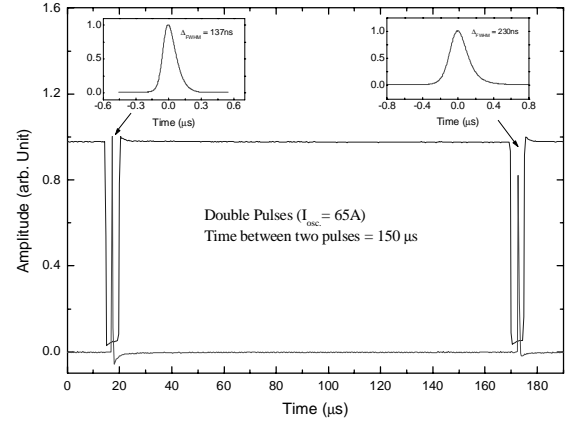 1.6
1.2
0.8
0.4
0.0
Amplitude (arb. Unit)
0 20 40 60 80 100 120 140 160 180
Time (μs)
1.0
0.5
0.0
-0.6 -0.3 0.0 0.3 0.6
Time (μs)
Δ_FWHM = 137ns
1.0
0.5
0.0
-0.8 -0.4 0.0 0.4 0.8
Time (μs)
Δ_FWHM = 230ns
Double Pulses (I_osc. = 65A)
Time between two pulses = 150 μs